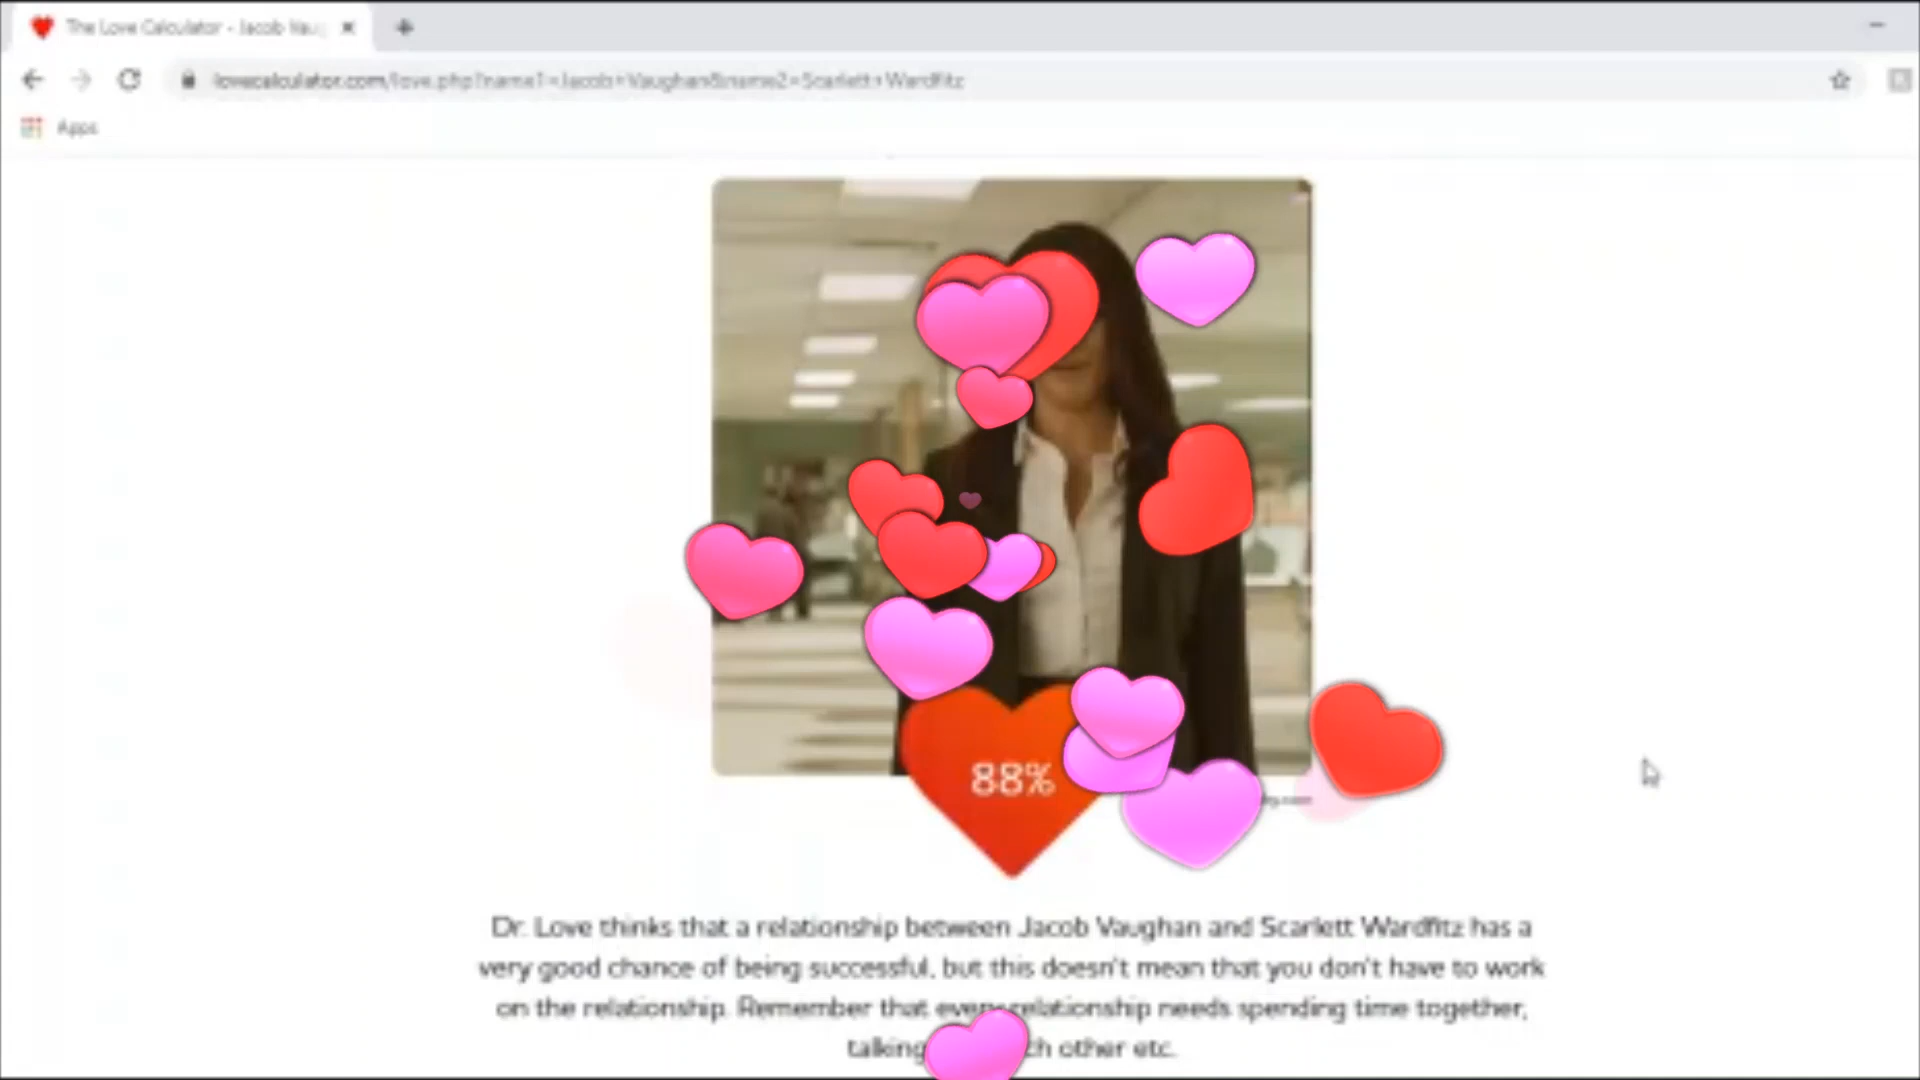 The Love Calculator - Jacob Vau
lovecalculator.com/love.php?name1=Jacob+Vaughan&name2=Scarlett+Wardfitz
Apps
88%
Dr. Love thinks that a relationship between Jacob Vaughan and Scarlett Wardfitz has a
very good chance of being successful, but this doesn't mean that you don't have to work
on the relationship. Remember that every relationship needs spending time together,
talking ch other etc.